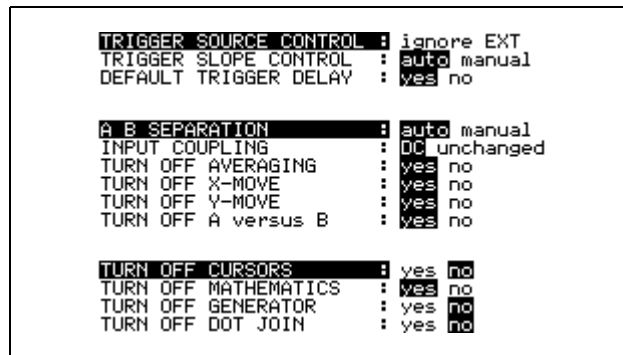 TRIGGER SOURCE CONTROL : ignore EXT
TRIGGER SLOPE CONTROL : auto manual
DEFAULT TRIGGER DELAY : yes no
A B SEPARATION : auto manual
INPUT COUPLING : DC unchanged
TURN OFF AVERAGING : yes no
TURN OFF X-MOVE : yes no
TURN OFF Y-MOVE : yes no
TURN OFF A versus B : yes no
TURN OFF CURSORS : yes no
TURN OFF MATHEMATICS : yes no
TURN OFF GENERATOR : yes no
TURN OFF DOT JOIN : yes no